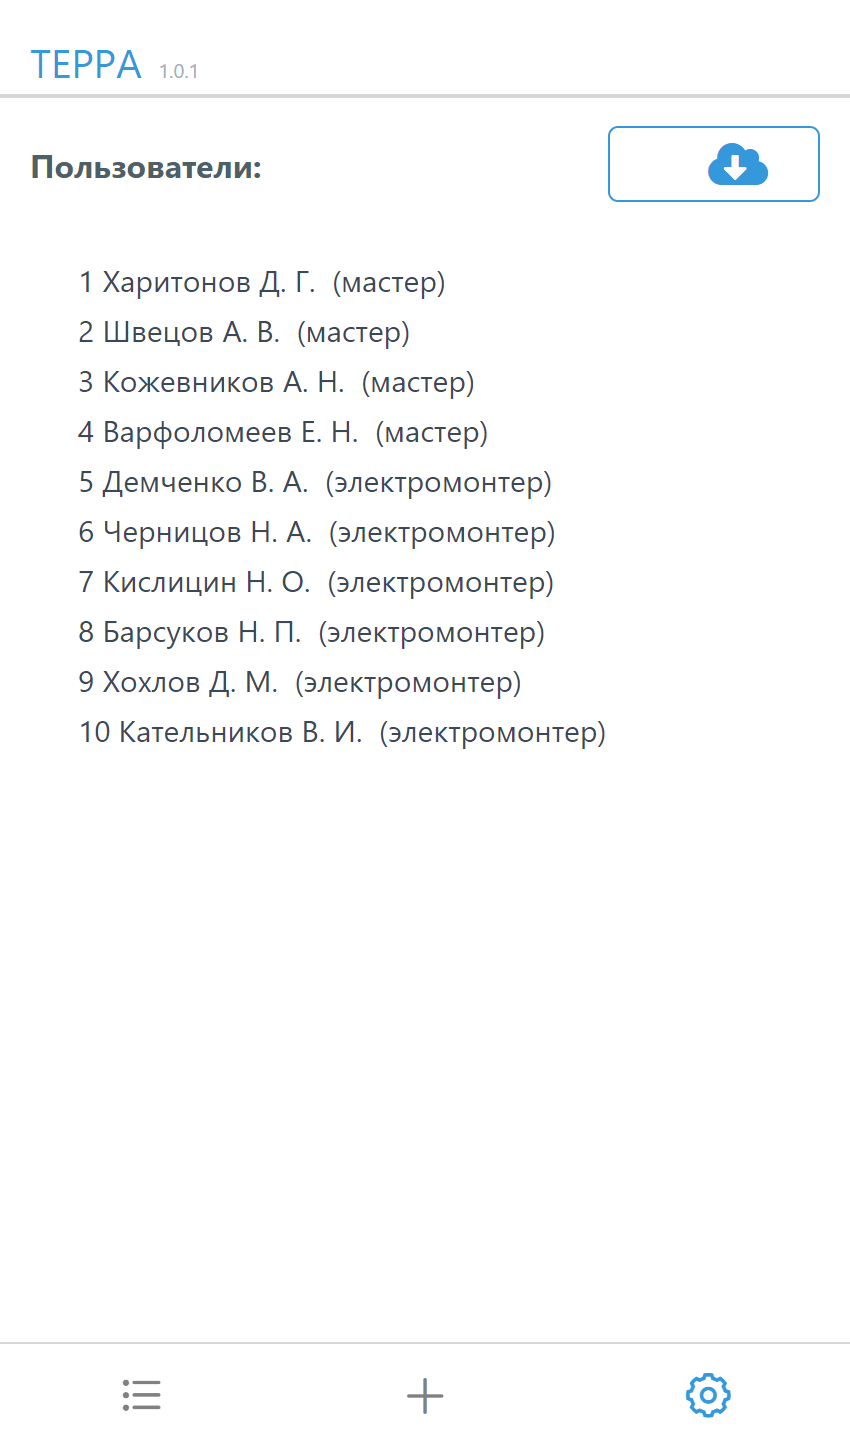 ТЕРРА 1.0.1
Пользователи:
1 Харитонов Д. Г. (мастер)
2 Швецов А. В. (мастер)
3 Кожевников А. Н. (мастер)
4 Варфоломеев Е. Н. (мастер)
5 Демченко В. А. (электромонтер)
6 Черницов Н. А. (электромонтер)
7 Кислицин Н. О. (электромонтер)
8 Барсуков Н. П. (электромонтер)
9 Хохлов Д. М. (электромонтер)
10 Кательников В. И. (электромонтер)